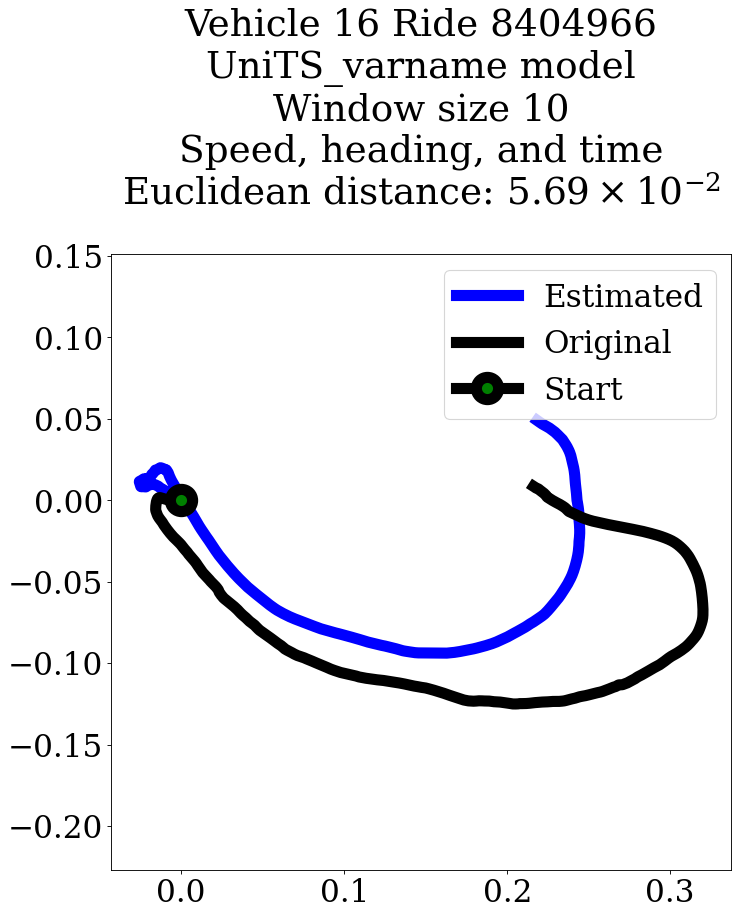 Vehicle 16 Ride 8404966
UniTS_varname model
Window size 10
Speed, heading, and time
Euclidean distance: 5.69 × 10⁻²
Estimated
Original
Start
0.15
0.10
0.05
0.00
−0.05
−0.10
−0.15
−0.20
0.0 0.1 0.2 0.3